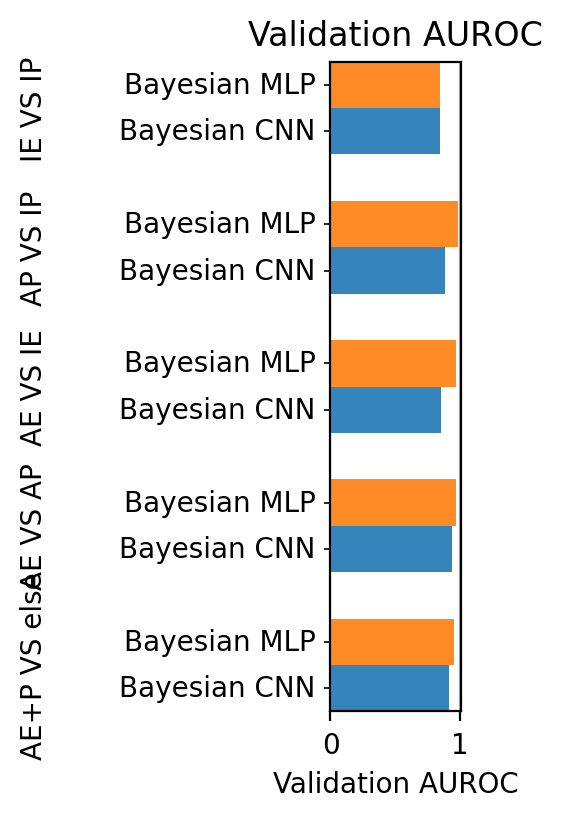 Validation AUROC
IE VS IP
Bayesian MLP
Bayesian CNN
AP VS IP
Bayesian MLP
Bayesian CNN
AE VS IE
Bayesian MLP
Bayesian CNN
AE VS AP
Bayesian MLP
Bayesian CNN
AE+P VS else
Bayesian MLP
Bayesian CNN
0 1
Validation AUROC